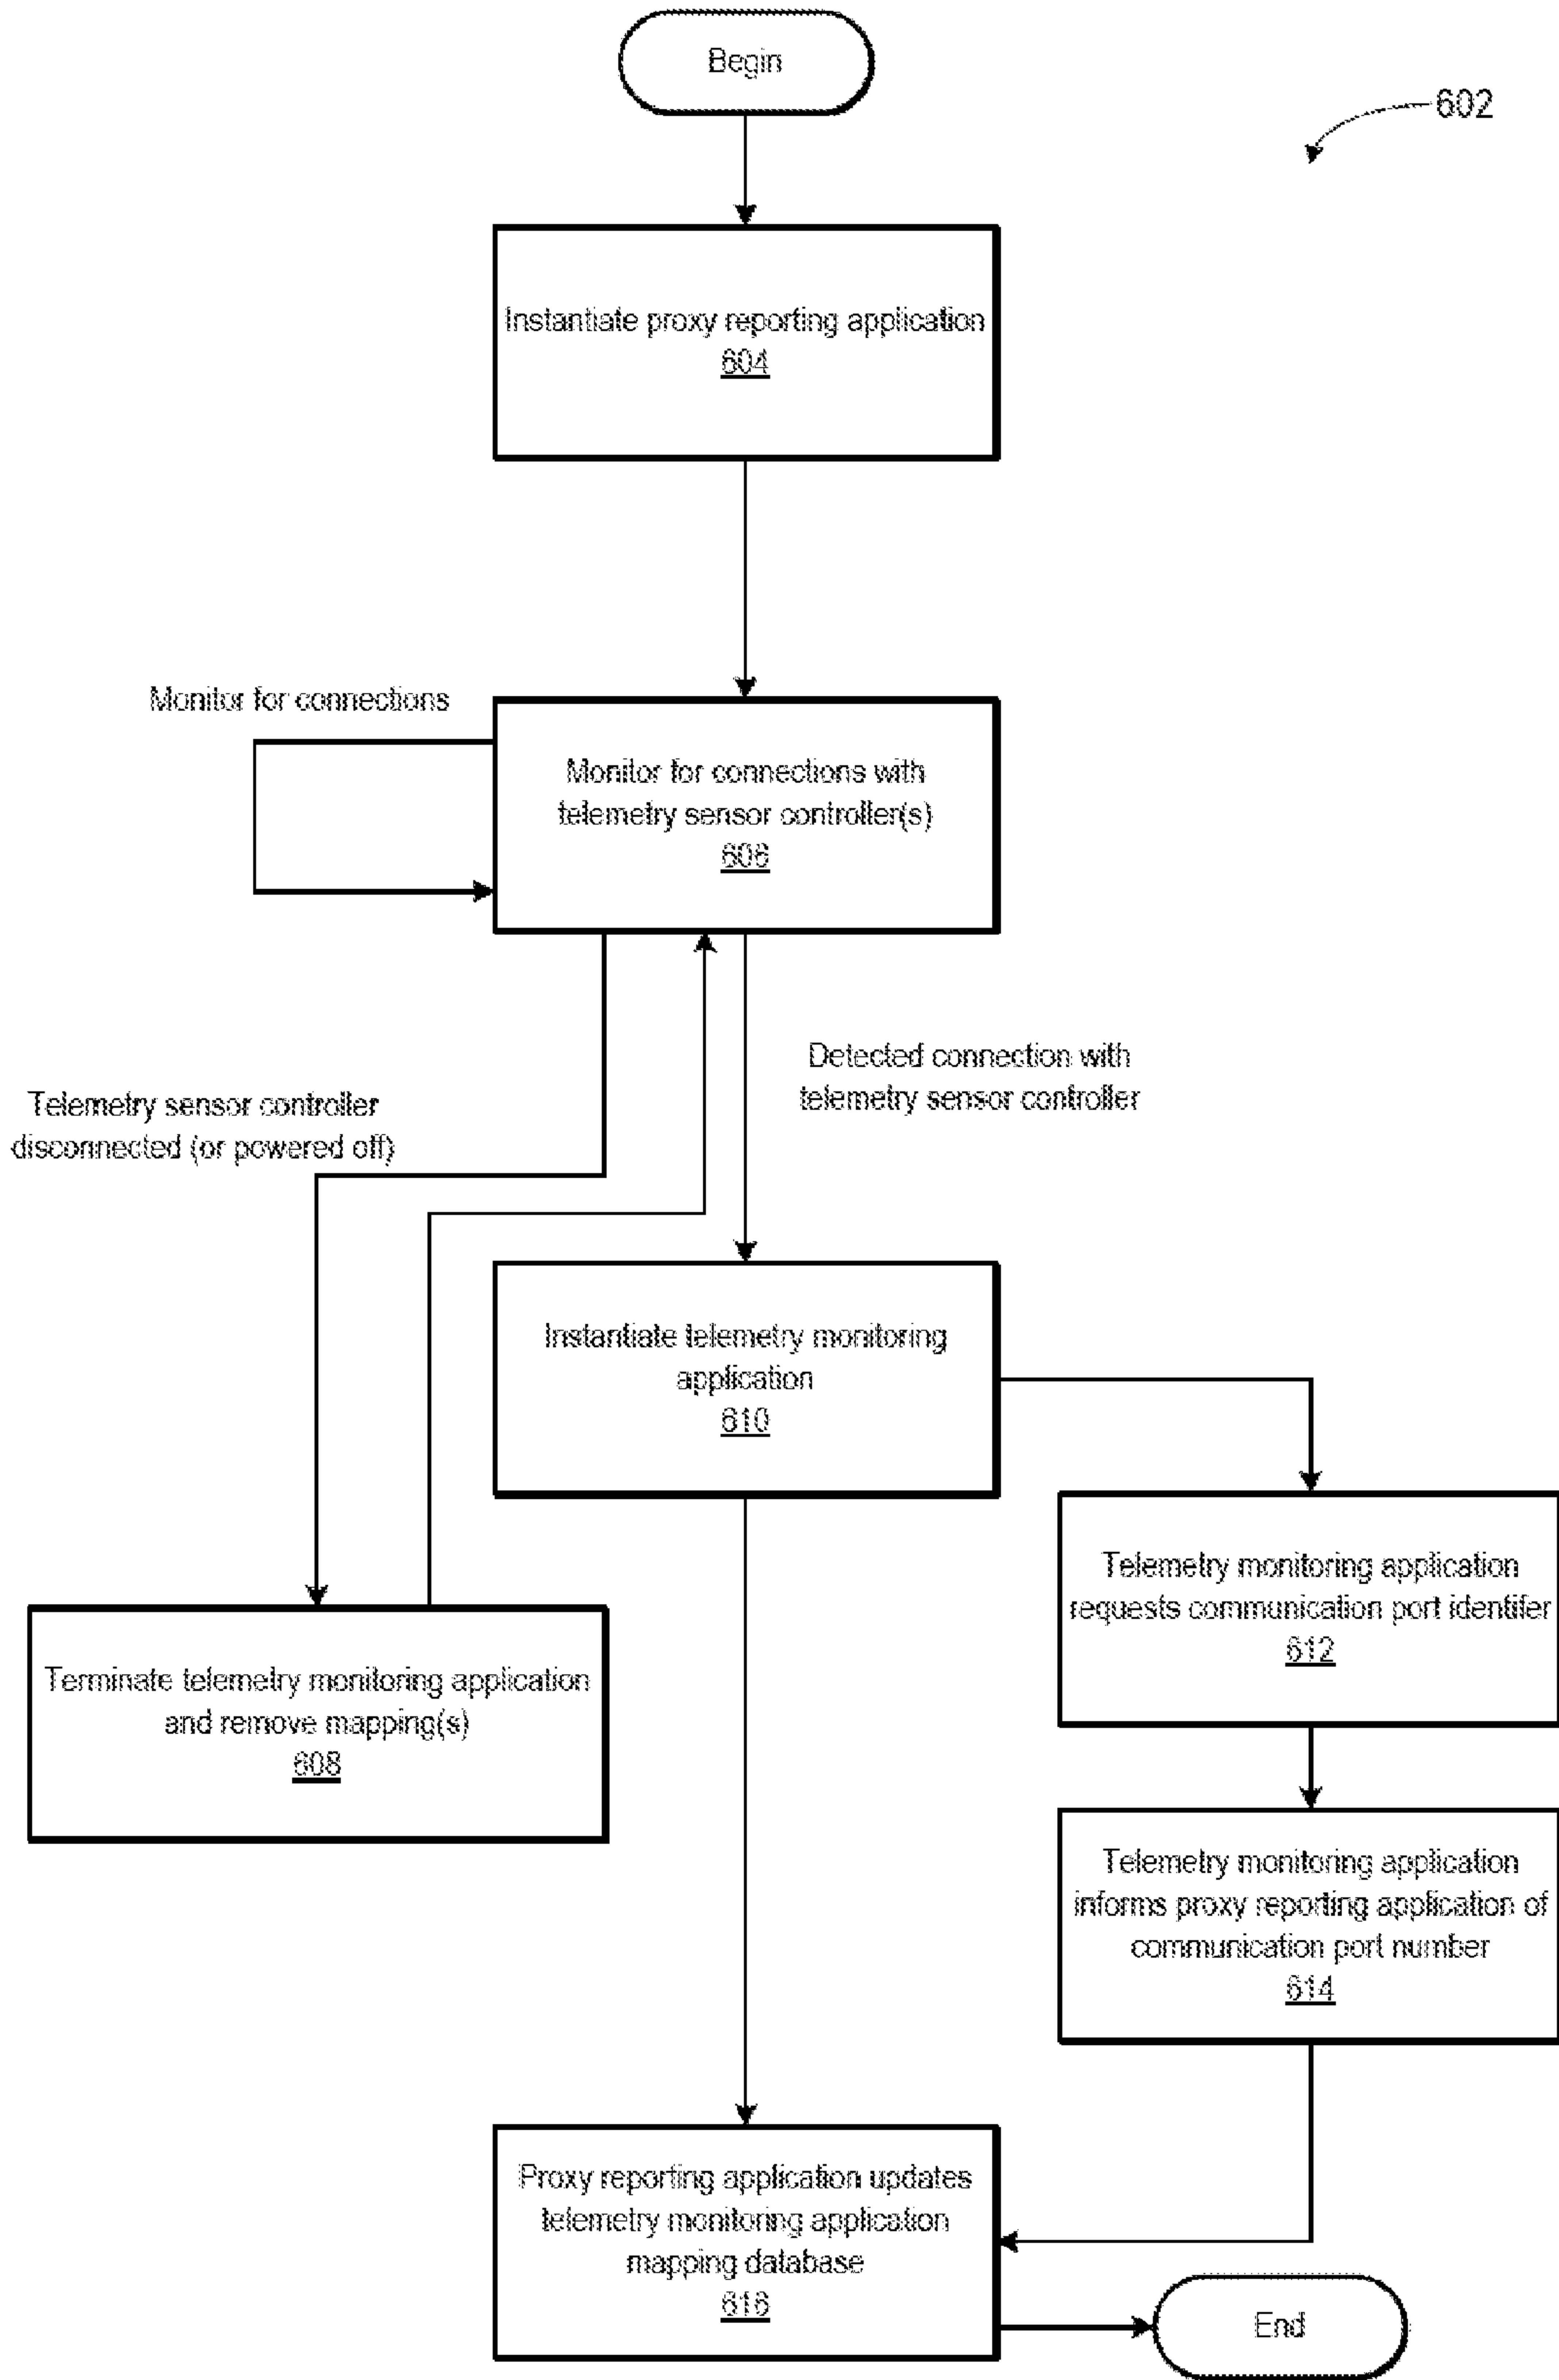 Begin
602
Instantiate proxy reporting application
604
Monitor for connections
Monitor for connections with
telemetry sensor controller(s)
606
Detected connection with
telemetry sensor controller
Telemetry sensor controller
disconnected (or powered off)
Instantiate telemetry monitoring
application
610
Telemetry monitoring application
requests communication port identifer
612
Terminate telemetry monitoring application
and remove mapping(s)
608
Telemetry monitoring application
informs proxy reporting application of
communication port number
614
Proxy reporting application updates
telemetry monitoring application
mapping database
616
End